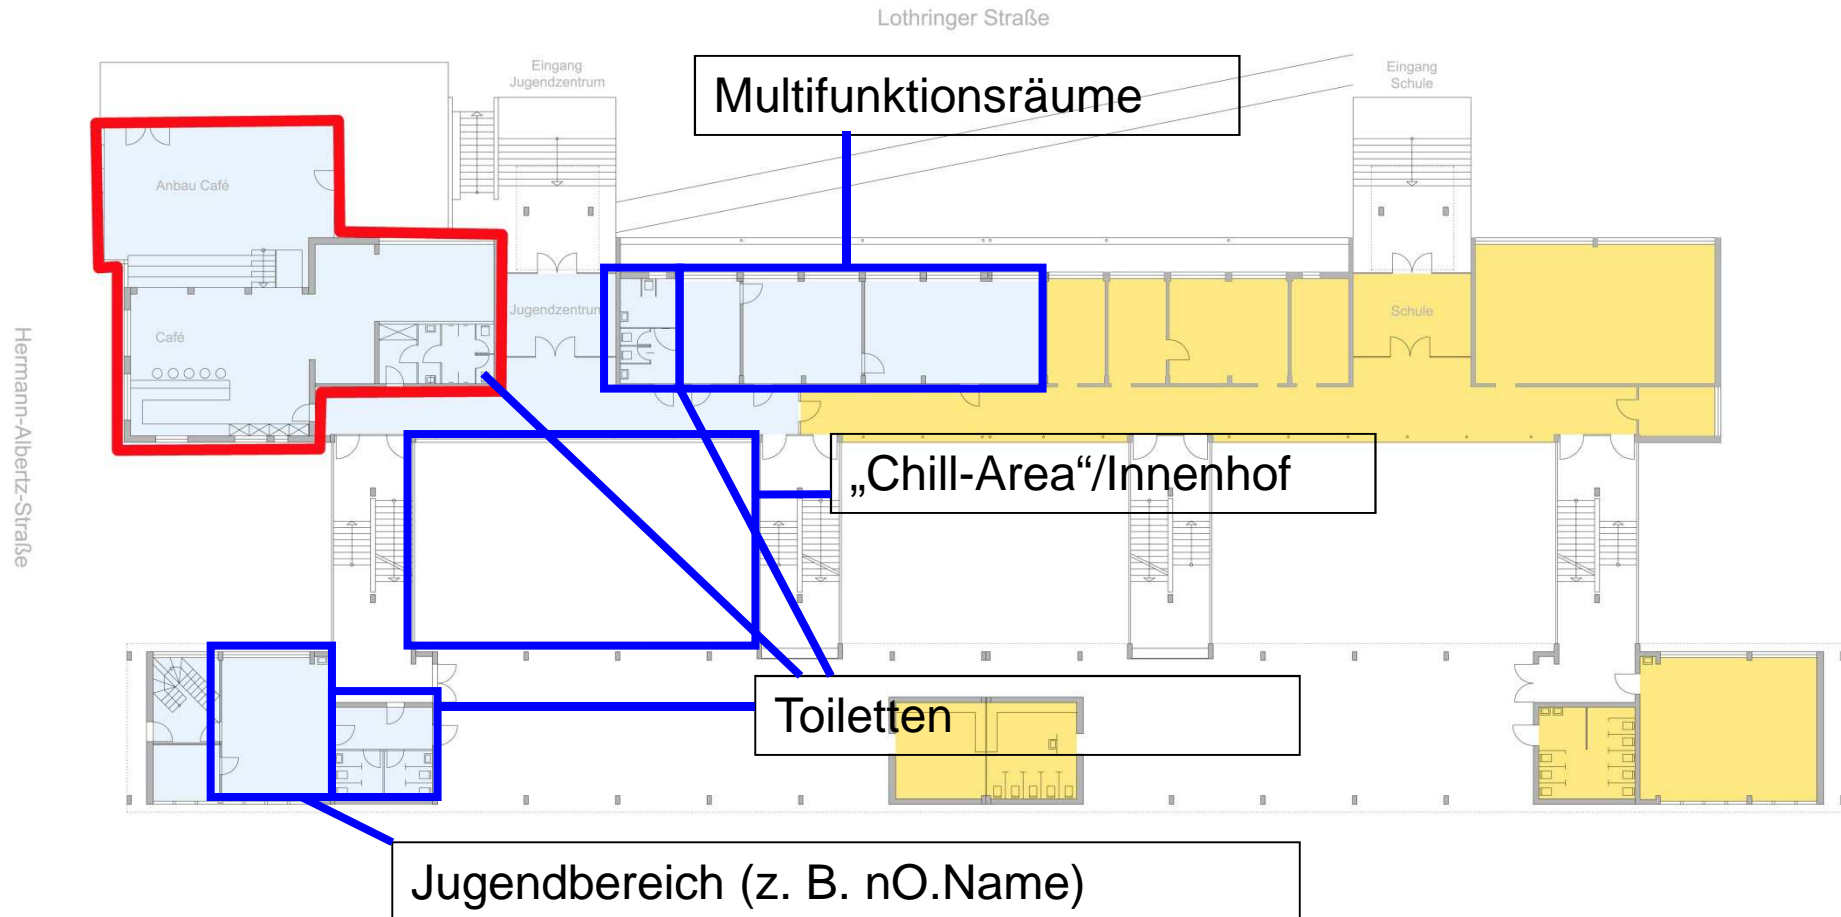 Lothringer Straße
Eingang
Jugendzentrum
Multifunktionsräume
Eingang
Schule
Anbau Café
Jugendzentrum
Schule
Café
Hermann-Albertz-Straße
„Chill-Area“/Innenhof
Toiletten
Jugendbereich (z. B. nO.Name)